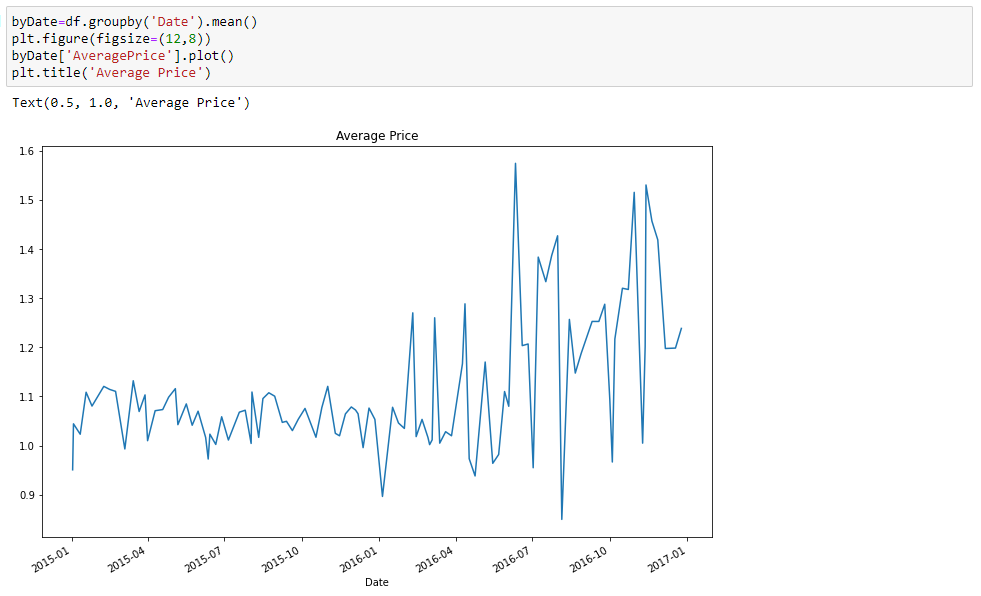 byDate=df.groupby('Date').mean()
plt.figure(figsize=(12,8))
byDate['AveragePrice'].plot()
plt.title('Average Price')
Text(0.5, 1.0, 'Average Price')
Average Price
1.6
1.5
1.4
1.3
1.2
1.1
1.0
0.9
2015-01 2015-04 2015-07 2015-10 2016-01 2016-04 2016-07 2016-10 2017-01
Date